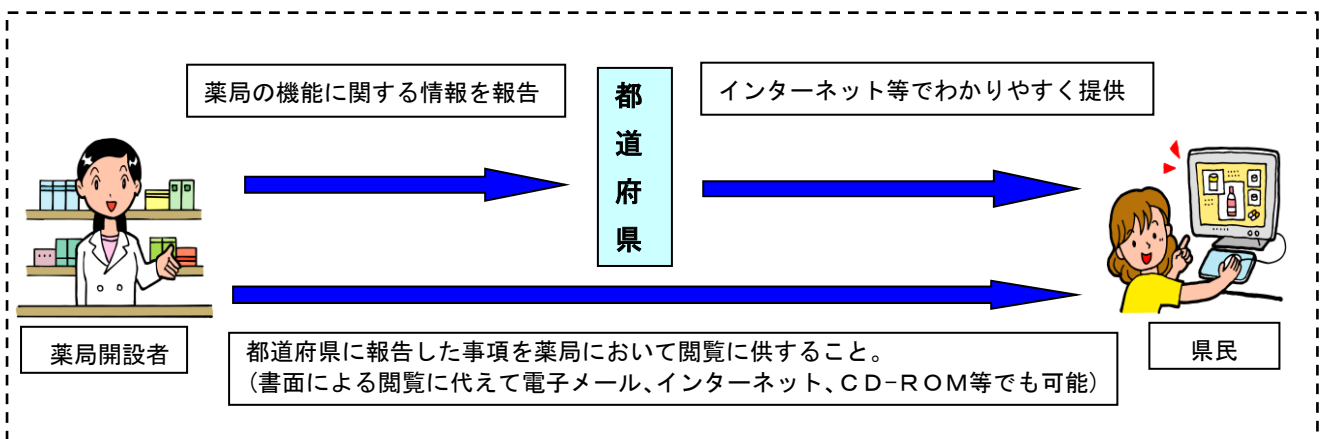 薬局の機能に関する情報を報告
都道府県
インターネット等でわかりやすく提供
薬局開設者
都道府県に報告した事項を薬局において閲覧に供すること。
（書面による閲覧に代えて電子メール、インターネット、ＣＤ-ＲＯＭ等でも可能）
県民